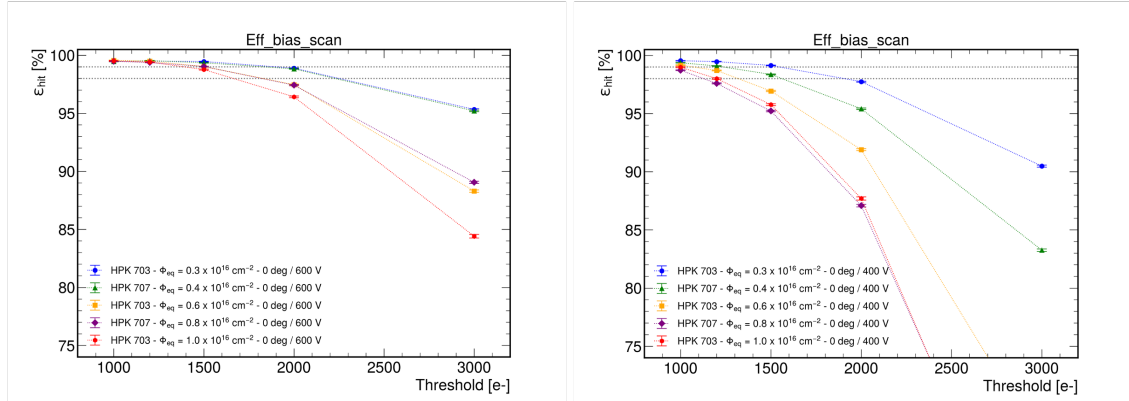 Eff_bias_scan
ε_hit [%]
100
95
90
85
80
75
HPK 703 - Φ_eq = 0.3 x 10^16 cm^-2 - 0 deg / 600 V
HPK 707 - Φ_eq = 0.4 x 10^16 cm^-2 - 0 deg / 600 V
HPK 703 - Φ_eq = 0.6 x 10^16 cm^-2 - 0 deg / 600 V
HPK 707 - Φ_eq = 0.8 x 10^16 cm^-2 - 0 deg / 600 V
HPK 703 - Φ_eq = 1.0 x 10^16 cm^-2 - 0 deg / 600 V
1000 1500 2000 2500 3000
Threshold [e-]
Eff_bias_scan
ε_hit [%]
100
95
90
85
80
75
HPK 703 - Φ_eq = 0.3 x 10^16 cm^-2 - 0 deg / 400 V
HPK 707 - Φ_eq = 0.4 x 10^16 cm^-2 - 0 deg / 400 V
HPK 703 - Φ_eq = 0.6 x 10^16 cm^-2 - 0 deg / 400 V
HPK 707 - Φ_eq = 0.8 x 10^16 cm^-2 - 0 deg / 400 V
HPK 703 - Φ_eq = 1.0 x 10^16 cm^-2 - 0 deg / 400 V
1000 1500 2000 2500 3000
Threshold [e-]